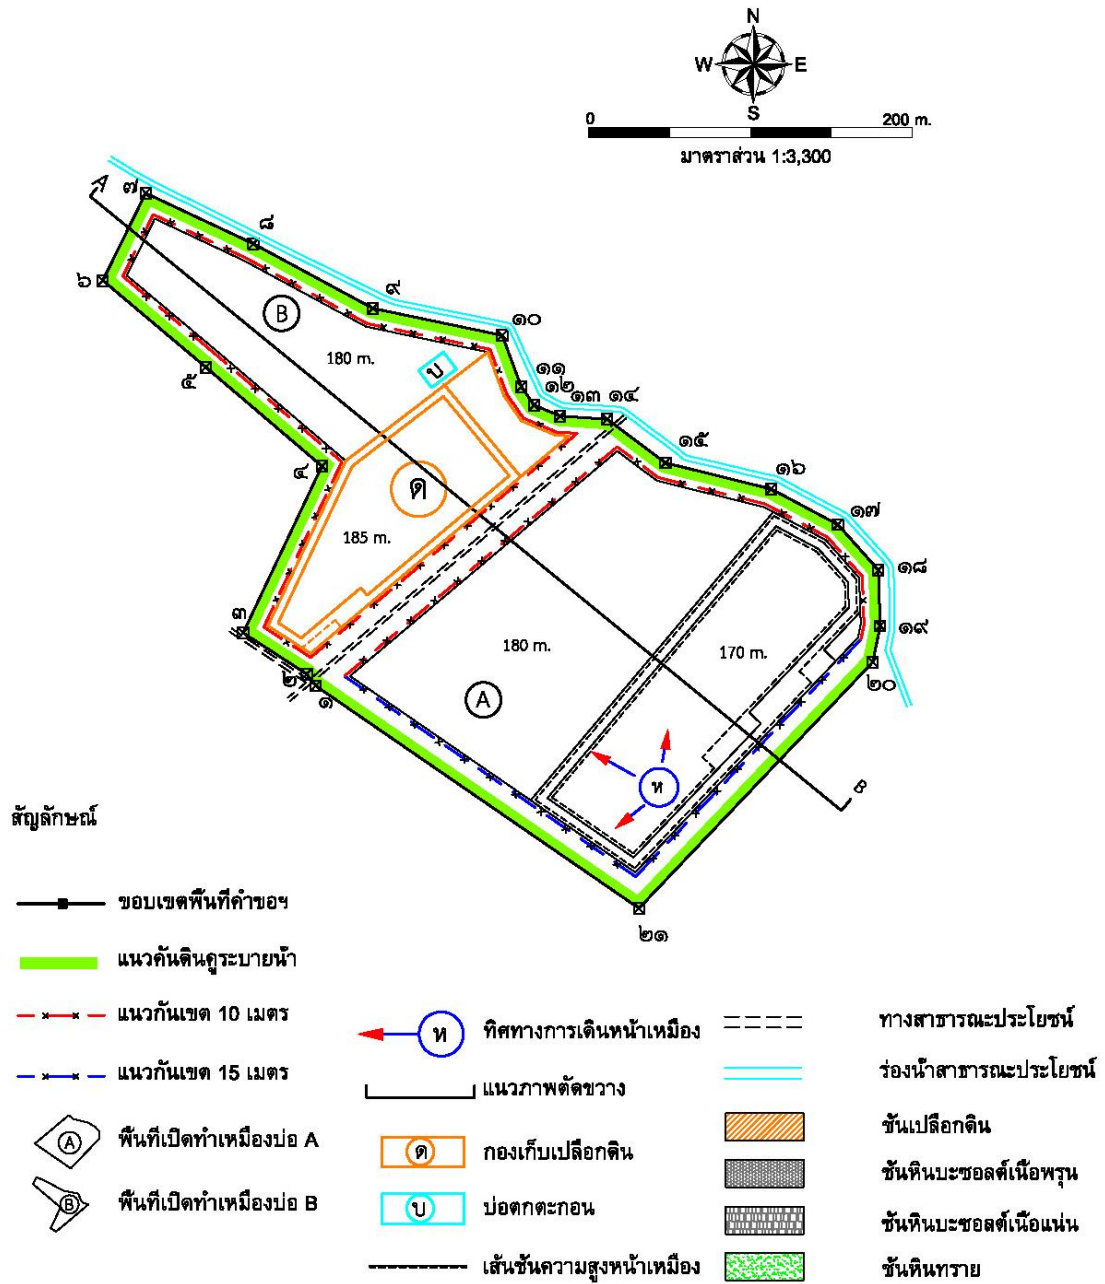 N
W E
S
0 200 m.
มาตราส่วน 1:3,300
A
๗
๘
๖
๙
B
๑๐
180 m.
บ
๕
๑๑
๑๒
๑๓
๑๔
๔
๑๕
ด
๑๖
185 m.
๑๗
๑๘
๓
๑๙
180 m.
170 m.
๒
๑
๒๐
A
ห
B
๒๑
สัญลักษณ์
ขอบเขตพื้นที่คำขอฯ
แนวคันดินคูระบายน้ำ
แนวกันเขต 10 เมตร
แนวกันเขต 15 เมตร
A พื้นที่เปิดทำเหมืองบ่อ A
B พื้นที่เปิดทำเหมืองบ่อ B
ห ทิศทางการเดินหน้าเหมือง
แนวภาพตัดขวาง
ด กองเก็บเปลือกดิน
บ บ่อตกตะกอน
เส้นชั้นความสูงหน้าเหมือง
ทางสาธารณะประโยชน์
ร่องน้ำสาธารณะประโยชน์
ชั้นเปลือกดิน
ชั้นหินบะซอลต์เนื้อพรุน
ชั้นหินบะซอลต์เนื้อแน่น
ชั้นหินทราย